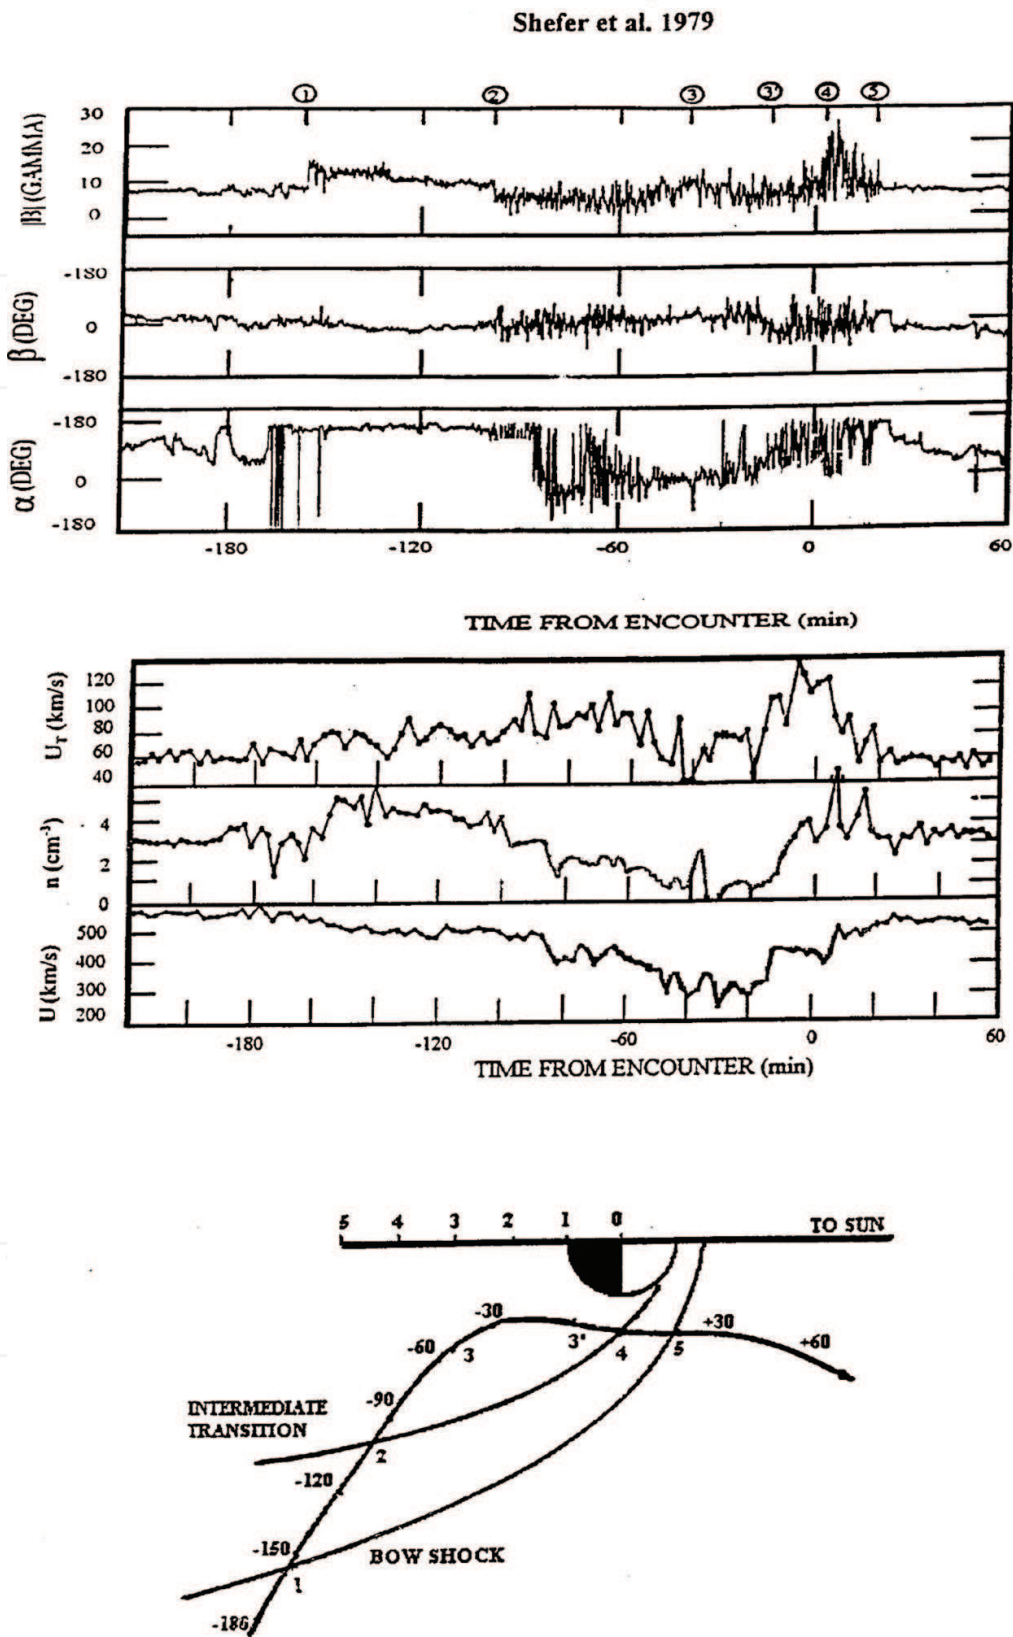 Shefer et al. 1979
1 2 3 3' 4 5
|B| (GAMMA)
30
20
10
0
β (DEG)
-180
0
-180
α (DEG)
-180
0
-180
-180 -120 -60 0 60
TIME FROM ENCOUNTER (min)
U_T (km/s)
120
100
80
60
40
n (cm⁻³)
4
2
0
U (km/s)
500
400
300
200
-180 -120 -60 0 60
TIME FROM ENCOUNTER (min)
5 4 3 2 1 0 TO SUN
-30 +30
-60 3 3' 4 5 +60
-90
INTERMEDIATE
TRANSITION
2
-120
-150 BOW SHOCK
1
-186